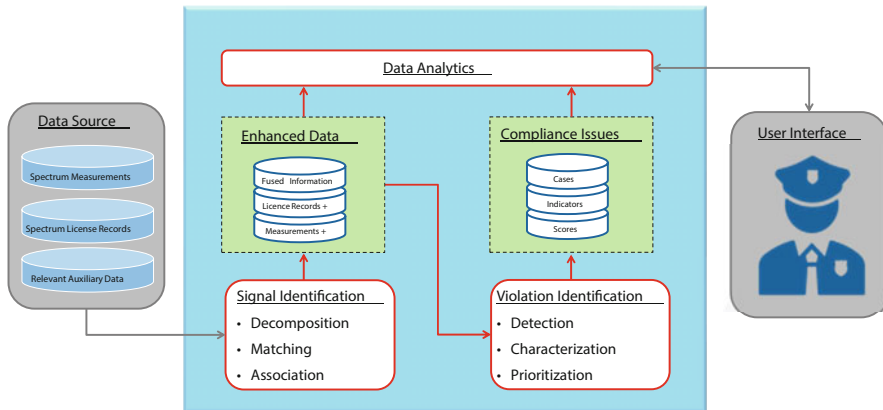 Data Source
Spectrum Measurements
Spectrum License Records
Relevant Auxiliary Data
Data Analytics
Enhanced Data
Fused Information
Licence Records +
Measurements +
Compliance Issues
Cases
Indicators
Scores
Signal Identification
• Decomposition
• Matching
• Association
Violation Identification
• Detection
• Characterization
• Prioritization
User Interface